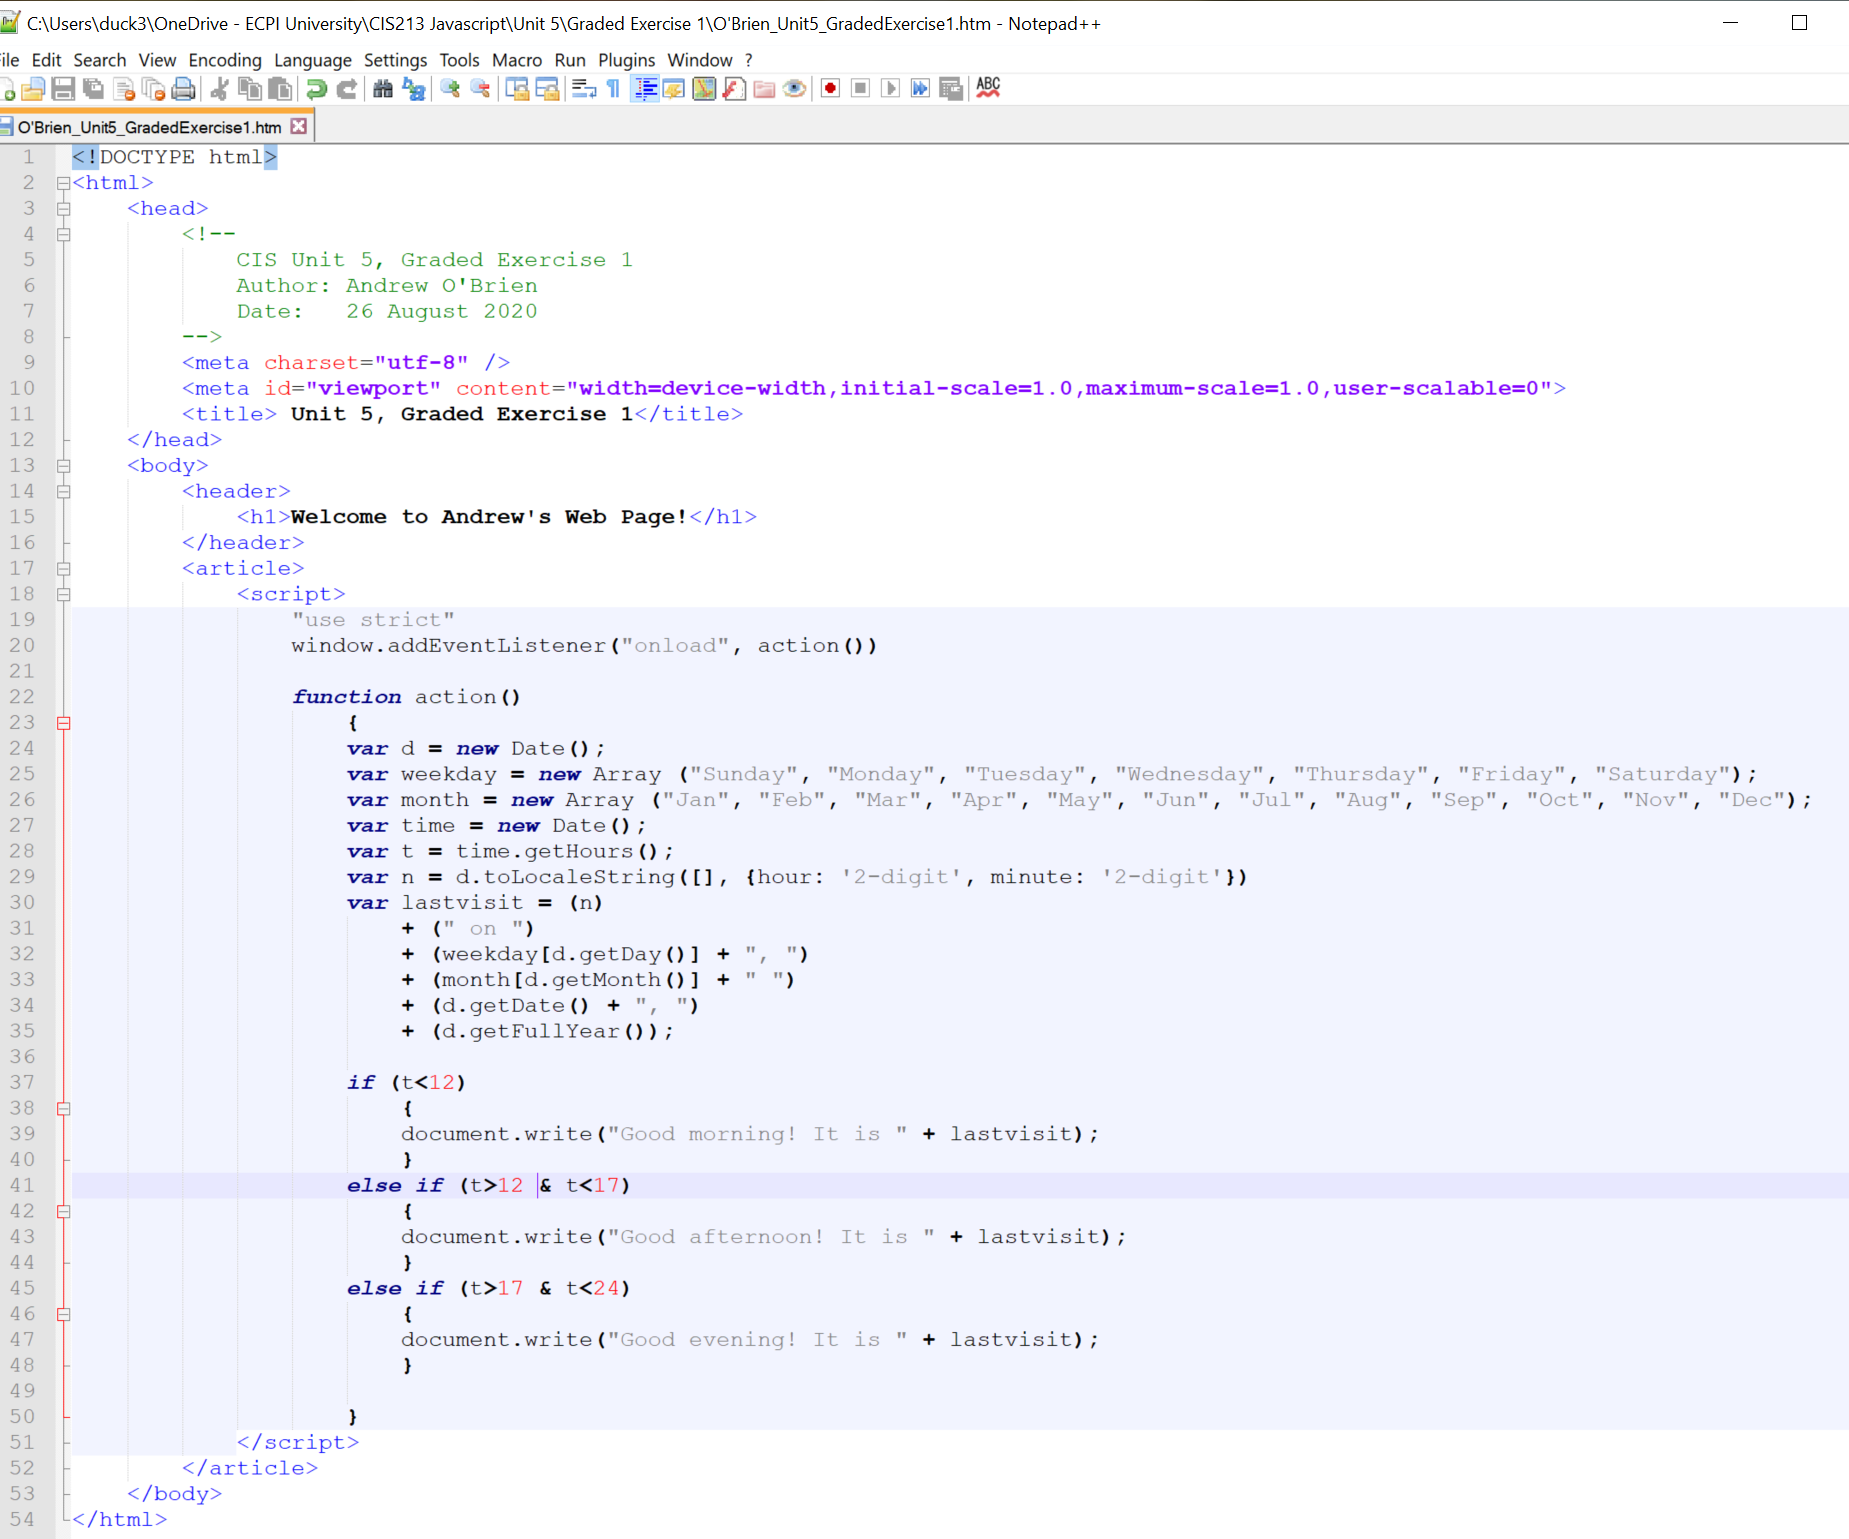 C:\Users\duck3\OneDrive - ECPI University\CIS213 Javascript\Unit 5\Graded Exercise 1\O'Brien_Unit5_GradedExercise1.htm - Notepad++
ile Edit Search View Encoding Language Settings Tools Macro Run Plugins Window ?
ABC
O'Brien_Unit5_GradedExercise1.htm
1 <!DOCTYPE html>
2 <html>
3 <head>
4 <!--
5 CIS Unit 5, Graded Exercise 1
6 Author: Andrew O'Brien
7 Date: 26 August 2020
8 -->
9 <meta charset="utf-8" />
10 <meta id="viewport" content="width=device-width,initial-scale=1.0,maximum-scale=1.0,user-scalable=0">
11 <title> Unit 5, Graded Exercise 1</title>
12 </head>
13 <body>
14 <header>
15 <h1>Welcome to Andrew's Web Page!</h1>
16 </header>
17 <article>
18 <script>
19 "use strict"
20 window.addEventListener("onload", action())
21
22 function action()
23 {
24 var d = new Date();
25 var weekday = new Array ("Sunday", "Monday", "Tuesday", "Wednesday", "Thursday", "Friday", "Saturday");
26 var month = new Array ("Jan", "Feb", "Mar", "Apr", "May", "Jun", "Jul", "Aug", "Sep", "Oct", "Nov", "Dec");
27 var time = new Date();
28 var t = time.getHours();
29 var n = d.toLocaleString([], {hour: '2-digit', minute: '2-digit'})
30 var lastvisit = (n)
31 + (" on ")
32 + (weekday[d.getDay()] + ", ")
33 + (month[d.getMonth()] + " ")
34 + (d.getDate() + ", ")
35 + (d.getFullYear());
36
37 if (t<12)
38 {
39 document.write("Good morning! It is " + lastvisit);
40 }
41 else if (t>12 & t<17)
42 {
43 document.write("Good afternoon! It is " + lastvisit);
44 }
45 else if (t>17 & t<24)
46 {
47 document.write("Good evening! It is " + lastvisit);
48 }
49
50 }
51 </script>
52 </article>
53 </body>
54 </html>